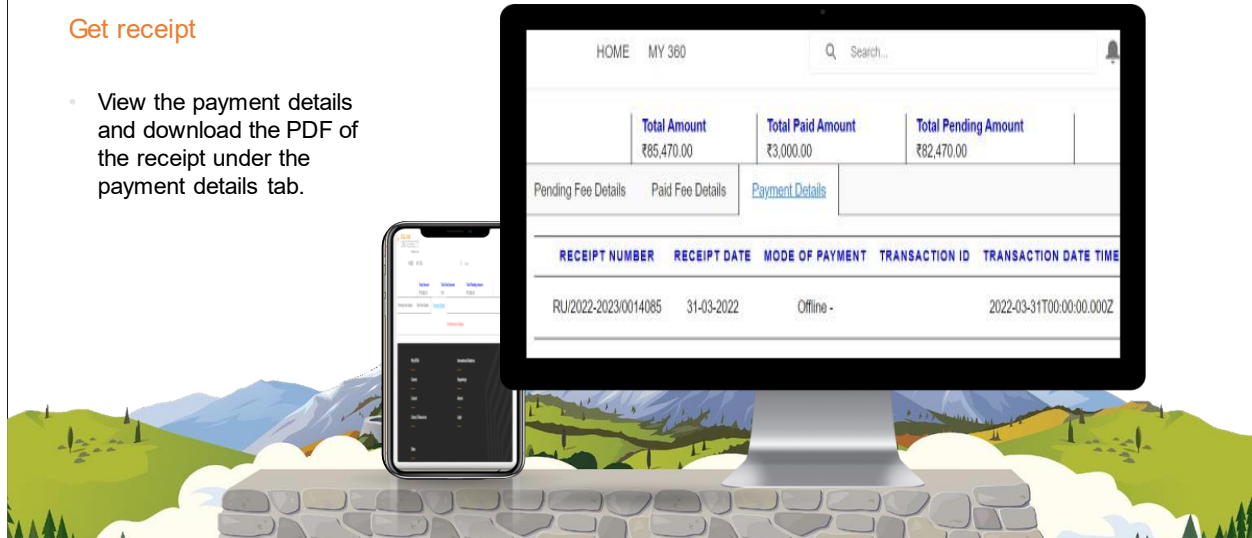 Get receipt
• View the payment details
and download the PDF of
the receipt under the
payment details tab.
HOME MY 360 Search...
Total Amount Total Paid Amount Total Pending Amount
₹85,470.00 ₹3,000.00 ₹82,470.00
Pending Fee Details Paid Fee Details Payment Details
RECEIPT NUMBER RECEIPT DATE MODE OF PAYMENT TRANSACTION ID TRANSACTION DATE TIME
RU/2022-2023/0014085 31-03-2022 Offline - 2022-03-31T00:00:00.000Z